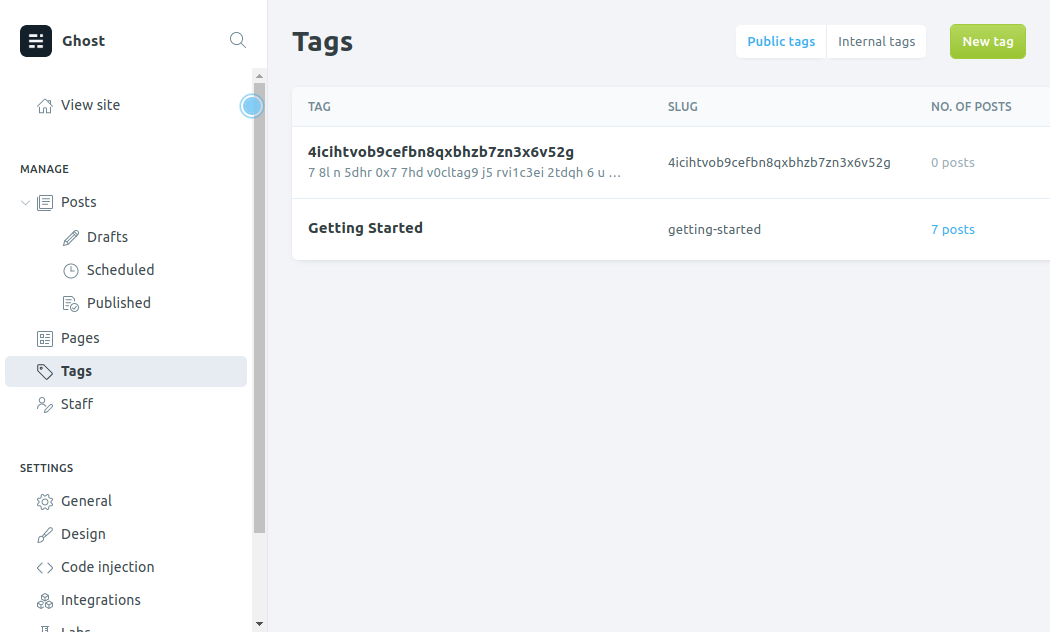 Ghost
View site
MANAGE
Posts
Drafts
Scheduled
Published
Pages
Tags
Staff
SETTINGS
General
Design
Code injection
Integrations
Labs
Tags
Public tags
Internal tags
New tag
TAG SLUG NO. OF POSTS
4icihtvob9cefbn8qxbhzb7zn3x6v52g
7 8l n 5dhr 0x7 7hd v0cltag9 j5 rvi1c3ei 2tdqh 6 u ...
4icihtvob9cefbn8qxbhzb7zn3x6v52g
0 posts
Getting Started getting-started 7 posts